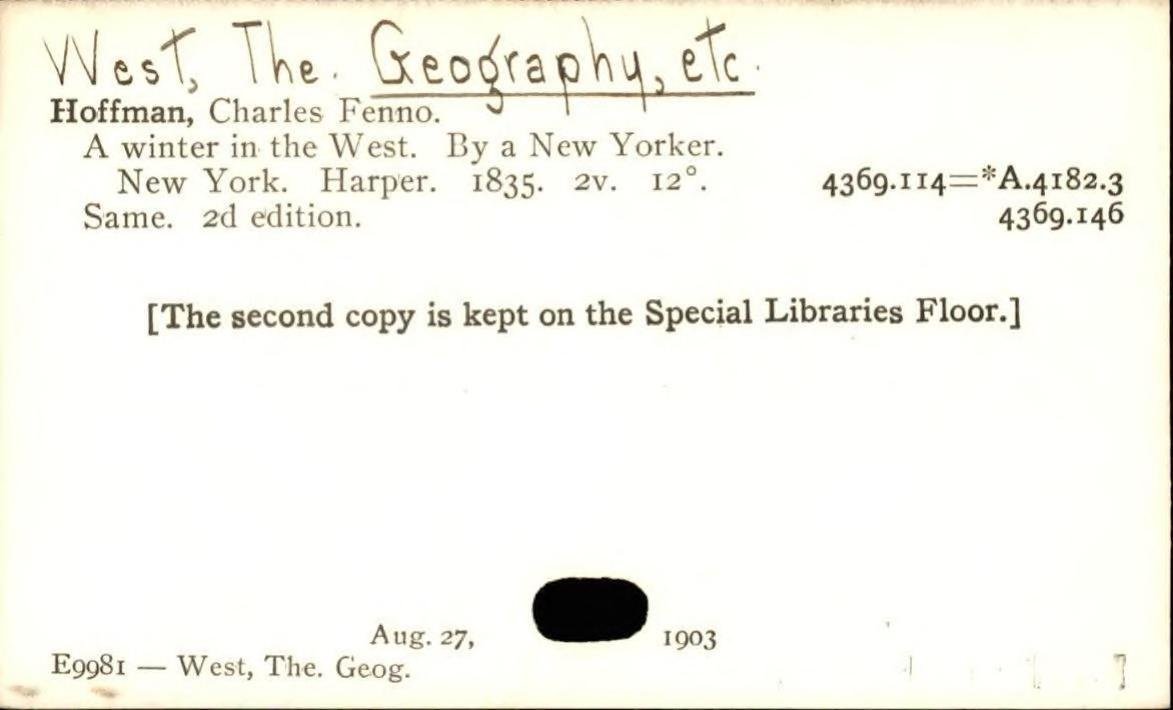 West, The. Geography, etc.
Hoffman, Charles Fenno.
A winter in the West. By a New Yorker.
New York. Harper. 1835. 2v. 12°. 4369.114=*A.4182.3
Same. 2d edition. 4369.146
[The second copy is kept on the Special Libraries Floor.]
Aug. 27, 1903
E9981 — West, The. Geog.